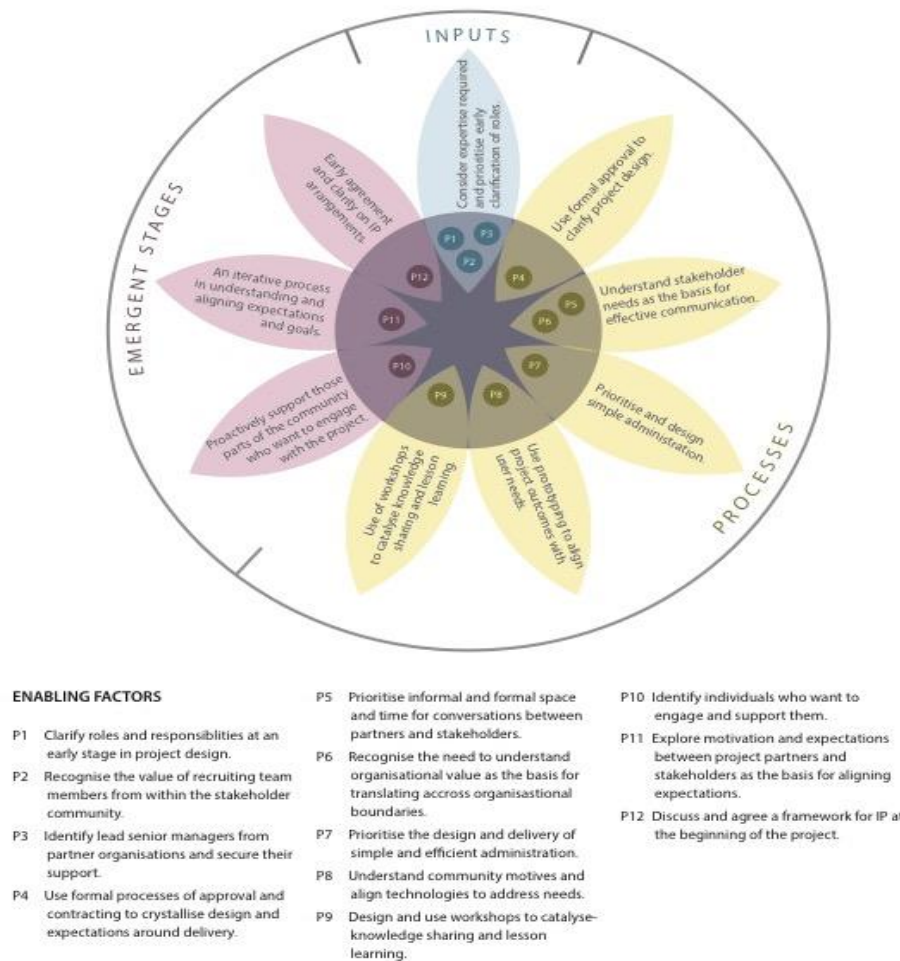 INPUTS
Consider expertise required
and prioritise early
clarification of roles.
Use formal approval to
clarify project design.
Understand stakeholder
needs as the basis for
effective communication.
Prioritise and design
simple administration.
PROCESSES
Use prototyping to align
project outcomes with
user needs.
Use of workshops
to catalyse knowledge
sharing and lesson
learning.
Proactively support those
parts of the community
who want to engage
with the project.
An iterative process
in understanding and
aligning expectations
and goals.
Early agreement
and clarity on IP
arrangements.
EMERGENT STAGES
P1
P3
P2
P4
P5
P6
P7
P8
P9
P10
P11
P12
ENABLING FACTORS
P1 Clarify roles and responsiblities at an
early stage in project design.
P2 Recognise the value of recruiting team
members from within the stakeholder
community.
P3 Identify lead senior managers from
partner organisations and secure their
support.
P4 Use formal processes of approval and
contracting to crystallise design and
expectations around delivery.
P5 Prioritise informal and formal space
and time for conversations between
partners and stakeholders.
P6 Recognise the need to understand
organisational value as the basis for
translating accross organisastional
boundaries.
P7 Prioritise the design and delivery of
simple and efficient administration.
P8 Understand community motives and
align technologies to address needs.
P9 Design and use workshops to catalyse-
knowledge sharing and lesson
learning.
P10 Identify individuals who want to
engage and support them.
P11 Explore motivation and expectations
between project partners and
stakeholders as the basis for aligning
expectations.
P12 Discuss and agree a framework for IP at
the beginning of the project.